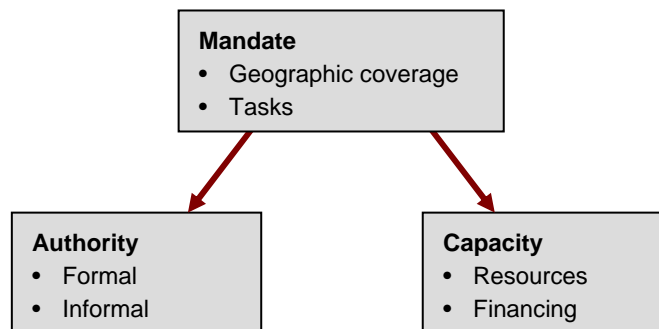 Mandate
• Geographic coverage
• Tasks
Authority
• Formal
• Informal
Capacity
• Resources
• Financing